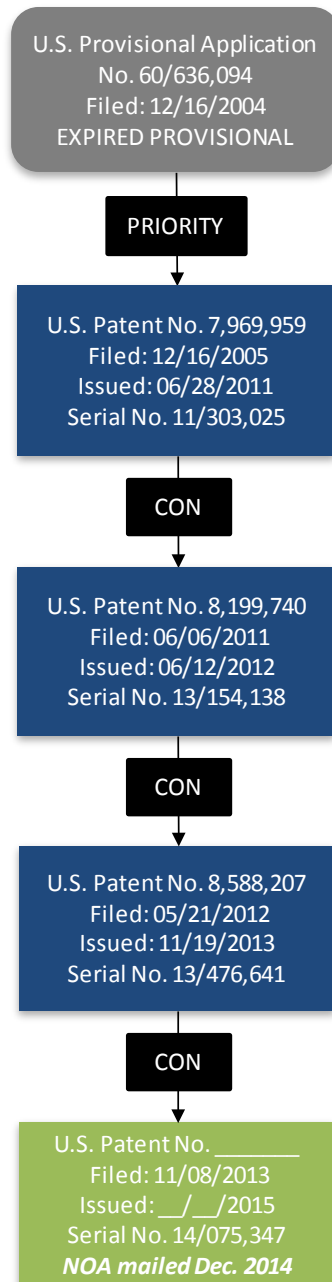 U.S. Provisional Application
No. 60/636,094
Filed: 12/16/2004
EXPIRED PROVISIONAL
PRIORITY
U.S. Patent No. 7,969,959
Filed: 12/16/2005
Issued: 06/28/2011
Serial No. 11/303,025
CON
U.S. Patent No. 8,199,740
Filed: 06/06/2011
Issued: 06/12/2012
Serial No. 13/154,138
CON
U.S. Patent No. 8,588,207
Filed: 05/21/2012
Issued: 11/19/2013
Serial No. 13/476,641
CON
U.S. Patent No. _______
Filed: 11/08/2013
Issued: __/__/2015
Serial No. 14/075,347
NOA mailed Dec. 2014